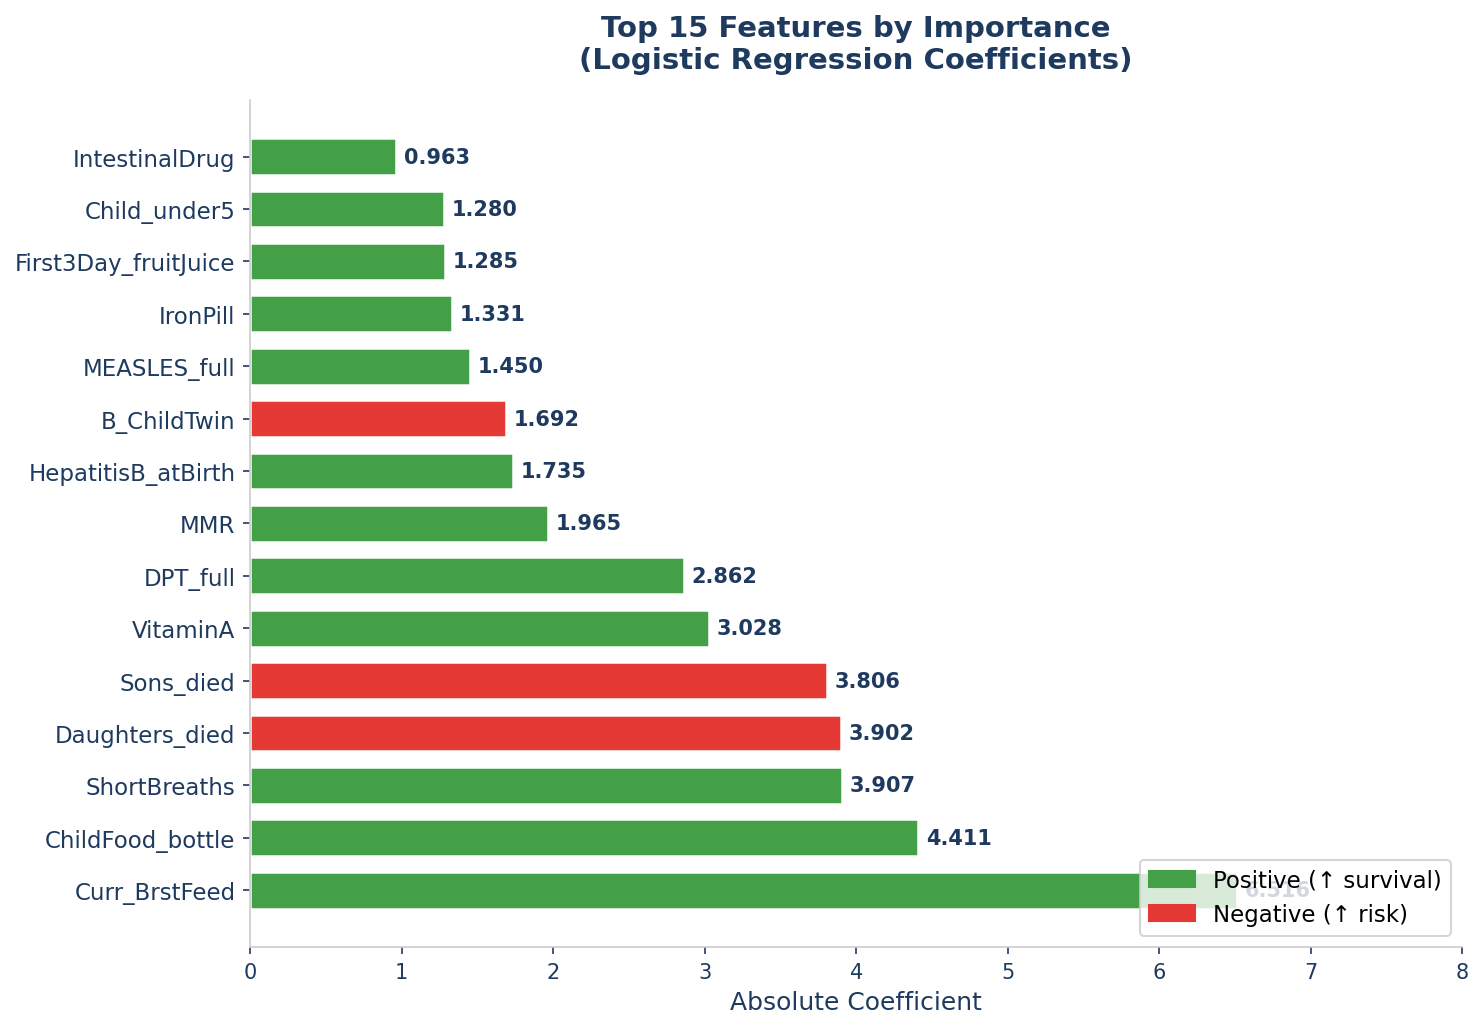 Top 15 Features by Importance
(Logistic Regression Coefficients)
IntestinalDrug 0.963
Child_under5 1.280
First3Day_fruitJuice 1.285
IronPill 1.331
MEASLES_full 1.450
B_ChildTwin 1.692
HepatitisB_atBirth 1.735
MMR 1.965
DPT_full 2.862
VitaminA 3.028
Sons_died 3.806
Daughters_died 3.902
ShortBreaths 3.907
ChildFood_bottle 4.411
Curr_BrstFeed 6.516
Positive (↑ survival)
Negative (↑ risk)
0 1 2 3 4 5 6 7 8
Absolute Coefficient